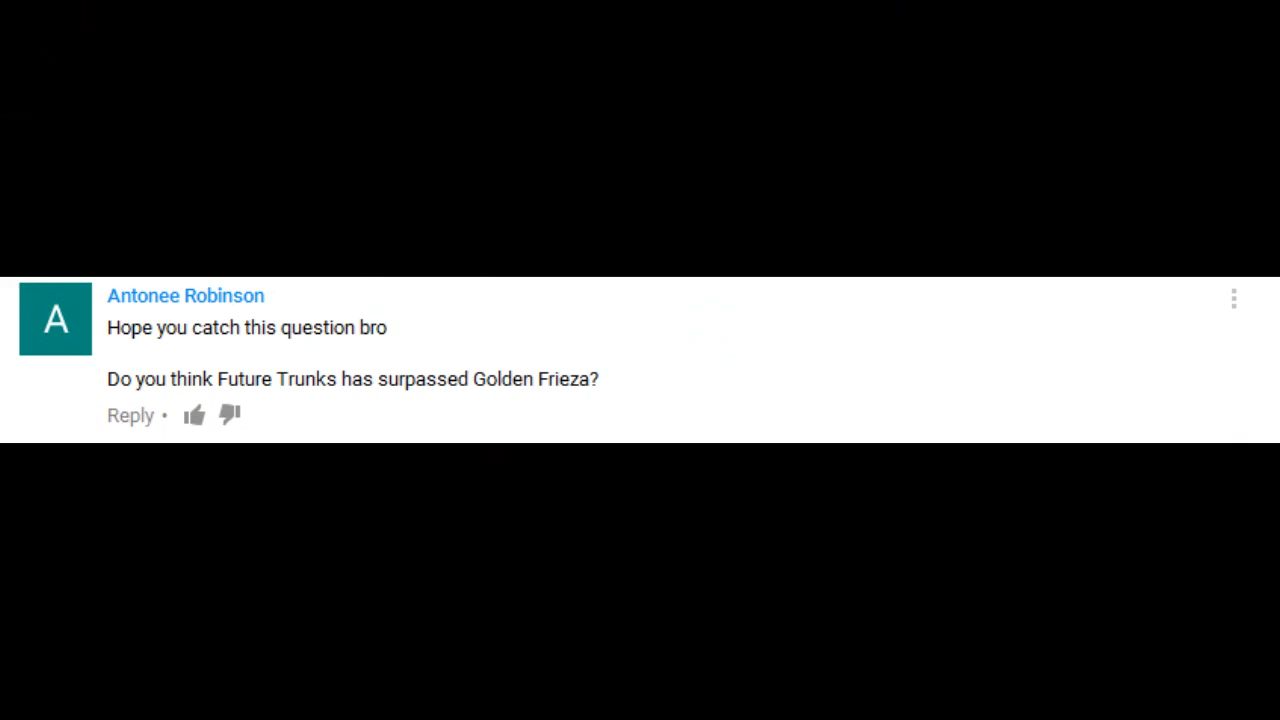 A
Antonee Robinson
Hope you catch this question bro
Do you think Future Trunks has surpassed Golden Frieza?
Reply •